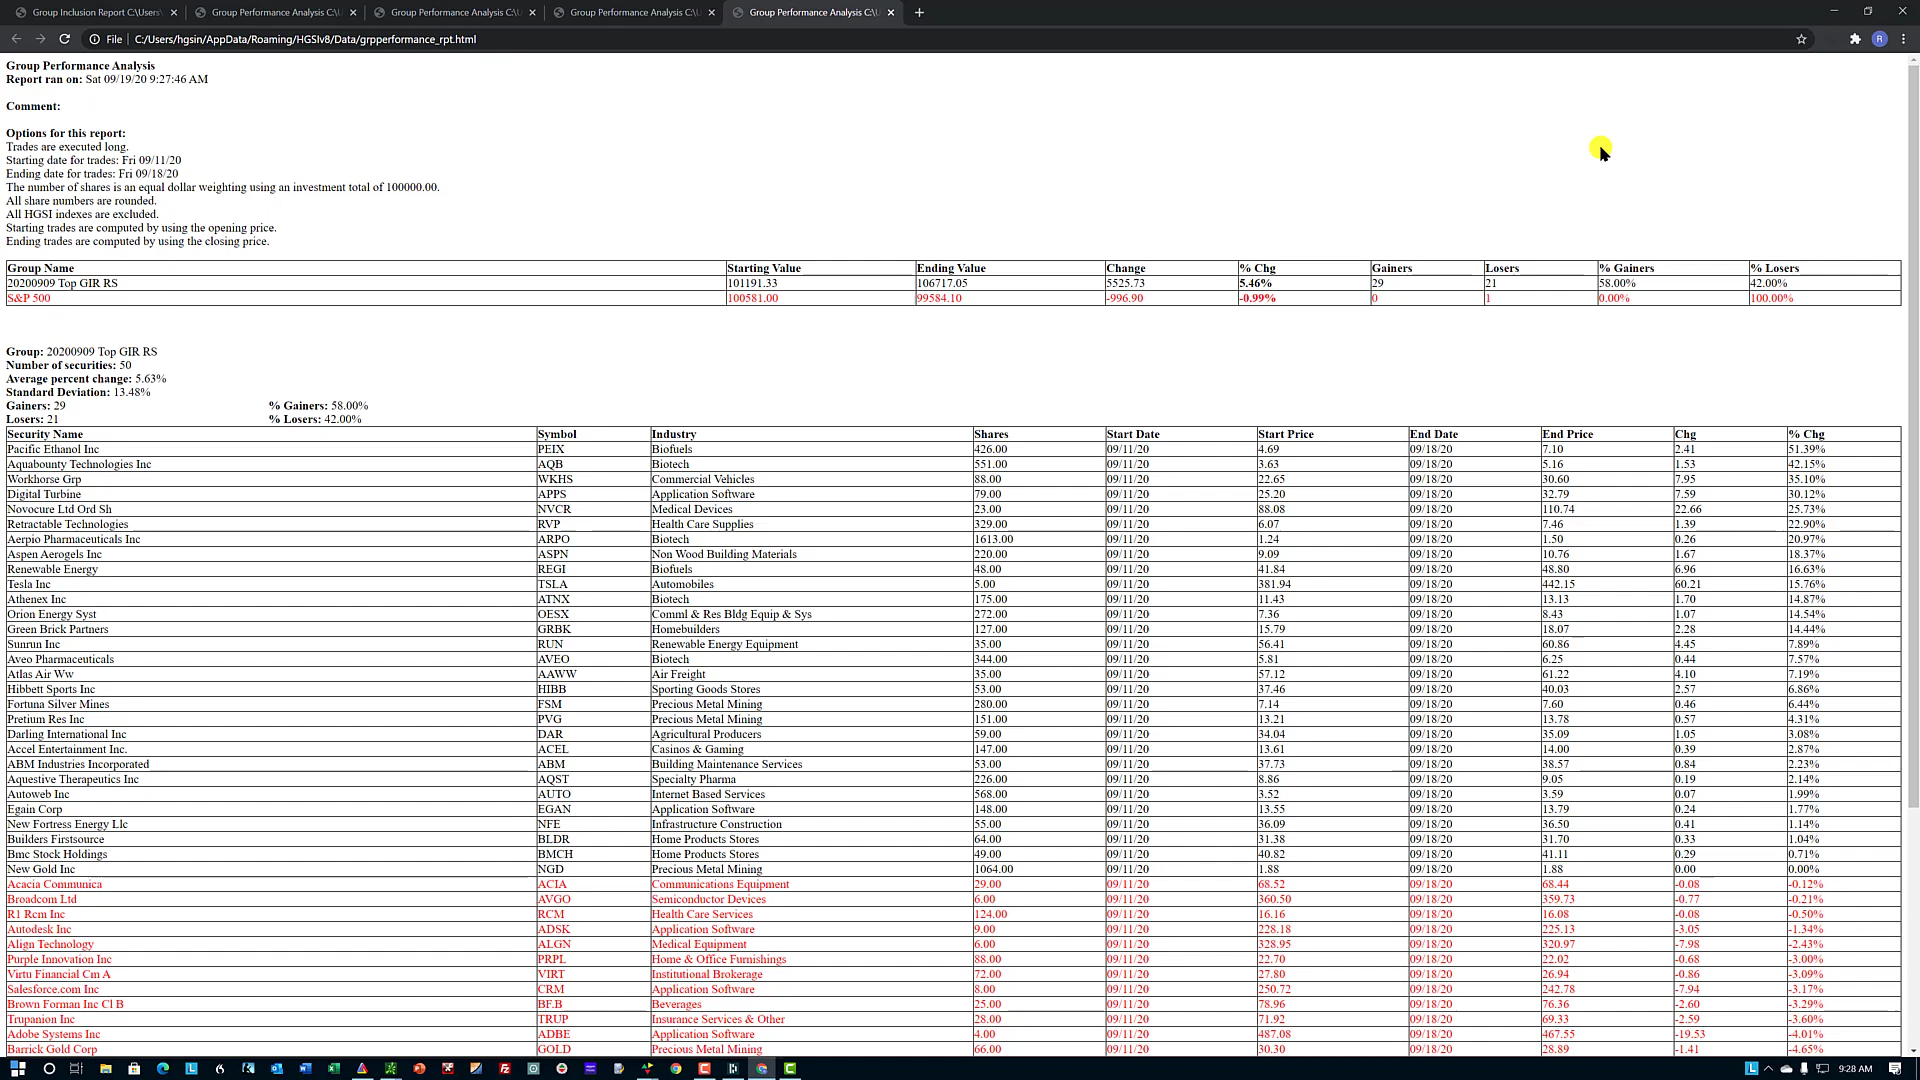 Group Inclusion Report C:\Users\
Group Performance Analysis C:\U
Group Performance Analysis C:\U
Group Performance Analysis C:\U
Group Performance Analysis C:\U
File | C:/Users/hgsin/AppData/Roaming/HGSIv8/Data/grpperformance_rpt.html
R
Group Performance Analysis
Report ran on: Sat 09/19/20 9:27:46 AM
Comment:
Options for this report:
Trades are executed long.
Starting date for trades: Fri 09/11/20
Ending date for trades: Fri 09/18/20
The number of shares is an equal dollar weighting using an investment total of 100000.00.
All share numbers are rounded.
All HGSI indexes are excluded.
Starting trades are computed by using the opening price.
Ending trades are computed by using the closing price.
Group Name Starting Value Ending Value Change % Chg Gainers Losers % Gainers % Losers
20200909 Top GIR RS 101191.33 106717.05 5525.73 5.46% 29 21 58.00% 42.00%
S&P 500 100581.00 99584.10 -996.90 -0.99% 0 1 0.00% 100.00%
Group: 20200909 Top GIR RS
Number of securities: 50
Average percent change: 5.63%
Standard Deviation: 13.48%
Gainers: 29 % Gainers: 58.00%
Losers: 21 % Losers: 42.00%
Security Name Symbol Industry Shares Start Date Start Price End Date End Price Chg % Chg
Pacific Ethanol Inc PEIX Biofuels 426.00 09/11/20 4.69 09/18/20 7.10 2.41 51.39%
Aquabounty Technologies Inc AQB Biotech 551.00 09/11/20 3.63 09/18/20 5.16 1.53 42.15%
Workhorse Grp WKHS Commercial Vehicles 88.00 09/11/20 22.65 09/18/20 30.60 7.95 35.10%
Digital Turbine APPS Application Software 79.00 09/11/20 25.20 09/18/20 32.79 7.59 30.12%
Novocure Ltd Ord Sh NVCR Medical Devices 23.00 09/11/20 88.08 09/18/20 110.74 22.66 25.73%
Retractable Technologies RVP Health Care Supplies 329.00 09/11/20 6.07 09/18/20 7.46 1.39 22.90%
Aerpio Pharmaceuticals Inc ARPO Biotech 1613.00 09/11/20 1.24 09/18/20 1.50 0.26 20.97%
Aspen Aerogels Inc ASPN Non Wood Building Materials 220.00 09/11/20 9.09 09/18/20 10.76 1.67 18.37%
Renewable Energy REGI Biofuels 48.00 09/11/20 41.84 09/18/20 48.80 6.96 16.63%
Tesla Inc TSLA Automobiles 5.00 09/11/20 381.94 09/18/20 442.15 60.21 15.76%
Athenex Inc ATNX Biotech 175.00 09/11/20 11.43 09/18/20 13.13 1.70 14.87%
Orion Energy Syst OESX Comml & Res Bldg Equip & Sys 272.00 09/11/20 7.36 09/18/20 8.43 1.07 14.54%
Green Brick Partners GRBK Homebuilders 127.00 09/11/20 15.79 09/18/20 18.07 2.28 14.44%
Sunrun Inc RUN Renewable Energy Equipment 35.00 09/11/20 56.41 09/18/20 60.86 4.45 7.89%
Aveo Pharmaceuticals AVEO Biotech 344.00 09/11/20 5.81 09/18/20 6.25 0.44 7.57%
Atlas Air Ww AAWW Air Freight 35.00 09/11/20 57.12 09/18/20 61.22 4.10 7.19%
Hibbett Sports Inc HIBB Sporting Goods Stores 53.00 09/11/20 37.46 09/18/20 40.03 2.57 6.86%
Fortuna Silver Mines FSM Precious Metal Mining 280.00 09/11/20 7.14 09/18/20 7.60 0.46 6.44%
Pretium Res Inc PVG Precious Metal Mining 151.00 09/11/20 13.21 09/18/20 13.78 0.57 4.31%
Darling International Inc DAR Agricultural Producers 59.00 09/11/20 34.04 09/18/20 35.09 1.05 3.08%
Accel Entertainment Inc. ACEL Casinos & Gaming 147.00 09/11/20 13.61 09/18/20 14.00 0.39 2.87%
ABM Industries Incorporated ABM Building Maintenance Services 53.00 09/11/20 37.73 09/18/20 38.57 0.84 2.23%
Aquestive Therapeutics Inc AQST Specialty Pharma 226.00 09/11/20 8.86 09/18/20 9.05 0.19 2.14%
Autoweb Inc AUTO Internet Based Services 568.00 09/11/20 3.52 09/18/20 3.59 0.07 1.99%
Egain Corp EGAN Application Software 148.00 09/11/20 13.55 09/18/20 13.79 0.24 1.77%
New Fortress Energy Llc NFE Infrastructure Construction 55.00 09/11/20 36.09 09/18/20 36.50 0.41 1.14%
Builders Firstsource BLDR Home Products Stores 64.00 09/11/20 31.38 09/18/20 31.70 0.33 1.04%
Bmc Stock Holdings BMCH Home Products Stores 49.00 09/11/20 40.82 09/18/20 41.11 0.29 0.71%
New Gold Inc NGD Precious Metal Mining 1064.00 09/11/20 1.88 09/18/20 1.88 0.00 0.00%
Acacia Communica ACIA Communications Equipment 29.00 09/11/20 68.52 09/18/20 68.44 -0.08 -0.12%
Broadcom Ltd AVGO Semiconductor Devices 6.00 09/11/20 360.50 09/18/20 359.73 -0.77 -0.21%
R1 Rcm Inc RCM Health Care Services 124.00 09/11/20 16.16 09/18/20 16.08 -0.08 -0.50%
Autodesk Inc ADSK Application Software 9.00 09/11/20 228.18 09/18/20 225.13 -3.05 -1.34%
Align Technology ALGN Medical Equipment 6.00 09/11/20 328.95 09/18/20 320.97 -7.98 -2.43%
Purple Innovation Inc PRPL Home & Office Furnishings 88.00 09/11/20 22.70 09/18/20 22.02 -0.68 -3.00%
Virtu Financial Cm A VIRT Institutional Brokerage 72.00 09/11/20 27.80 09/18/20 26.94 -0.86 -3.09%
Salesforce.com Inc CRM Application Software 8.00 09/11/20 250.72 09/18/20 242.78 -7.94 -3.17%
Brown Forman Inc Cl B BF.B Beverages 25.00 09/11/20 78.96 09/18/20 76.36 -2.60 -3.29%
Trupanion Inc TRUP Insurance Services & Other 28.00 09/11/20 71.92 09/18/20 69.33 -2.59 -3.60%
Adobe Systems Inc ADBE Application Software 4.00 09/11/20 487.08 09/18/20 467.55 -19.53 -4.01%
Barrick Gold Corp GOLD Precious Metal Mining 66.00 09/11/20 30.30 09/18/20 28.89 -1.41 -4.65%
9:28 AM